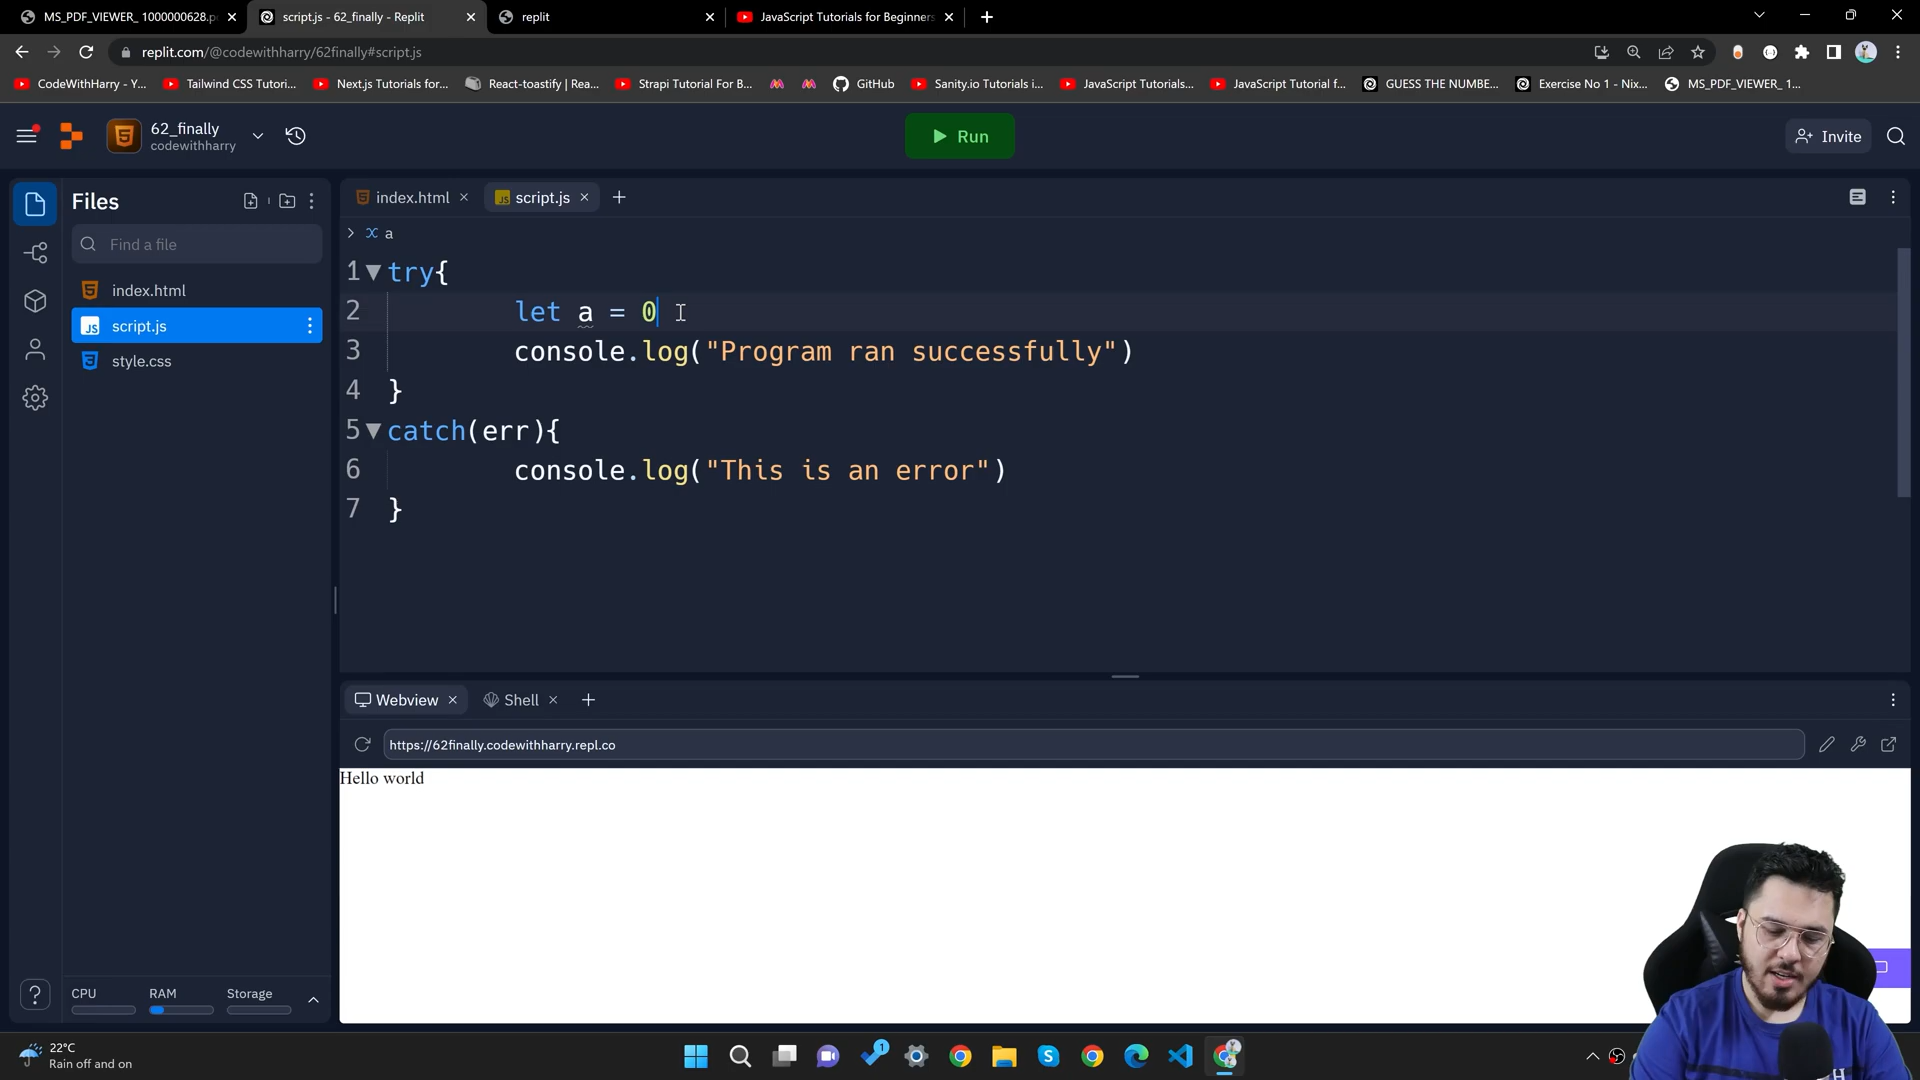 MS_PDF_VIEWER_ 1000000628.p
script.js - 62_finally - Replit
replit
JavaScript Tutorials for Beginners
replit.com/@codewithharry/62finally#script.js
CodeWithHarry - Y...
Tailwind CSS Tutori...
Next.js Tutorials for...
React-toastify | Rea...
Strapi Tutorial For B...
GitHub
Sanity.io Tutorials i...
JavaScript Tutorials...
JavaScript Tutorial f...
GUESS THE NUMBE...
Exercise No 1 - Nix...
MS_PDF_VIEWER_ 1...
62_finally
codewithharry
Run
Invite
Files
index.html
script.js
Find a file
a
index.html
script.js
style.css
1 try{
2 let a = 0
3 console.log("Program ran successfully")
4 }
5 catch(err){
6 console.log("This is an error")
7 }
Webview
Shell
https://62finally.codewithharry.repl.co
Hello world
CPU
RAM
Storage
22°C
Rain off and on
1